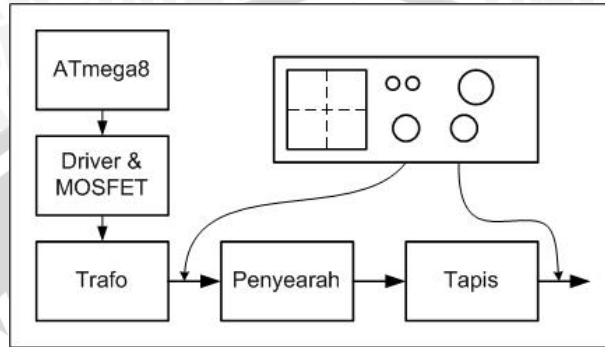 ATmega8
Driver &
MOSFET
Trafo
Penyearah
Tapis